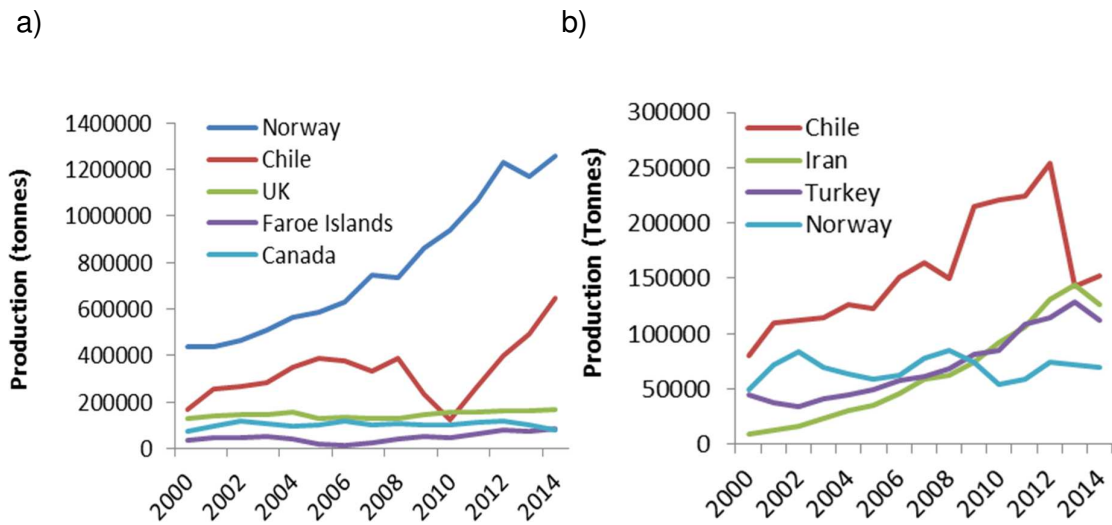 a)
Production (tonnes)
1400000
1200000
1000000
800000
600000
400000
200000
0
Norway
Chile
UK
Faroe Islands
Canada
2000
2002
2004
2006
2008
2010
2012
2014
b)
Production (Tonnes)
300000
250000
200000
150000
100000
50000
0
Chile
Iran
Turkey
Norway
2000
2002
2004
2006
2008
2010
2012
2014